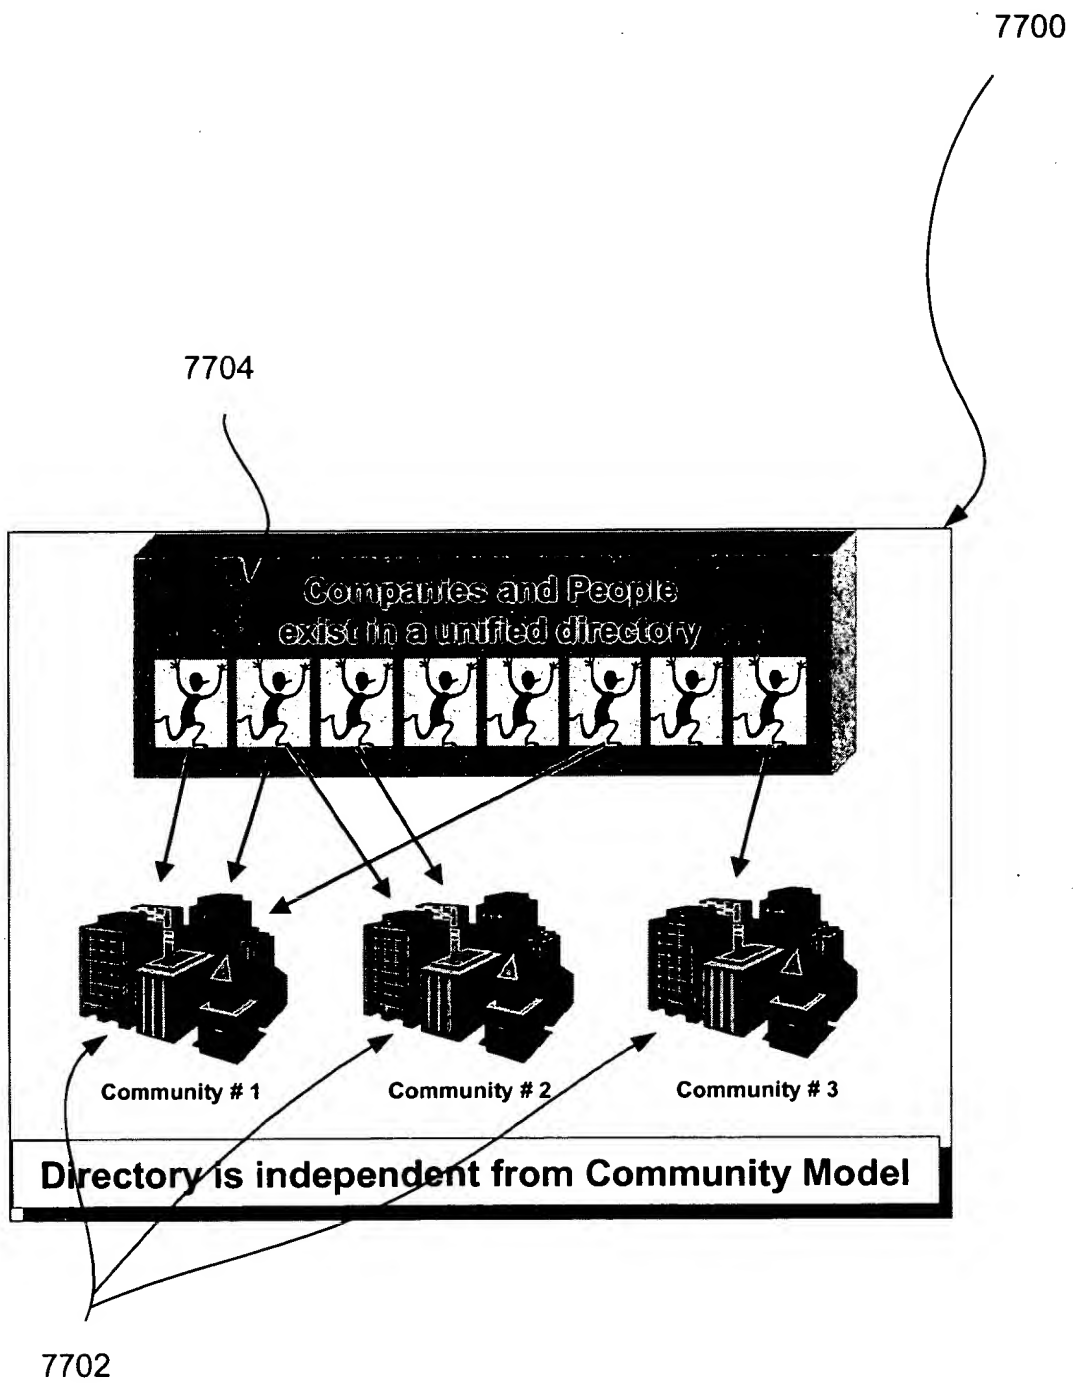 7700
7704
Companies and People
exist in a unified directory
Community # 1
Community # 2
Community # 3
Directory is independent from Community Model
7702